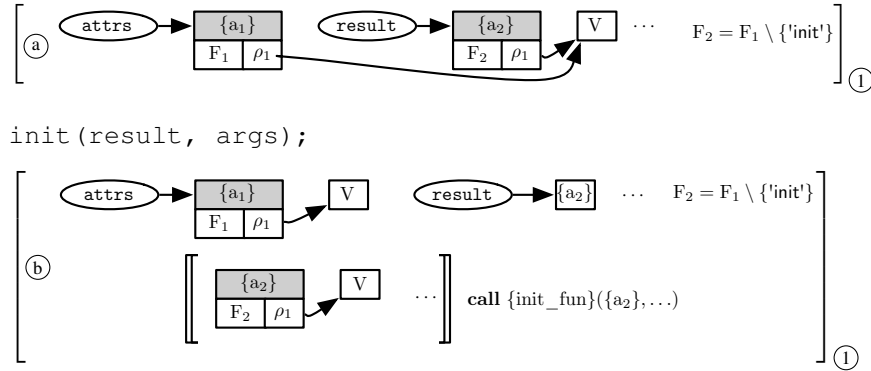 attrs {a₁} result {a₂} V ⋯ F₂ = F₁ \ {'init'}
ⓐ F₁ ρ₁ F₂ ρ₁
①
init(result, args);
attrs {a₁} V result {a₂} ⋯ F₂ = F₁ \ {'init'}
F₁ ρ₁
ⓑ {a₂} V ⋯ call {init_fun}({a₂},…)
F₂ ρ₁
①